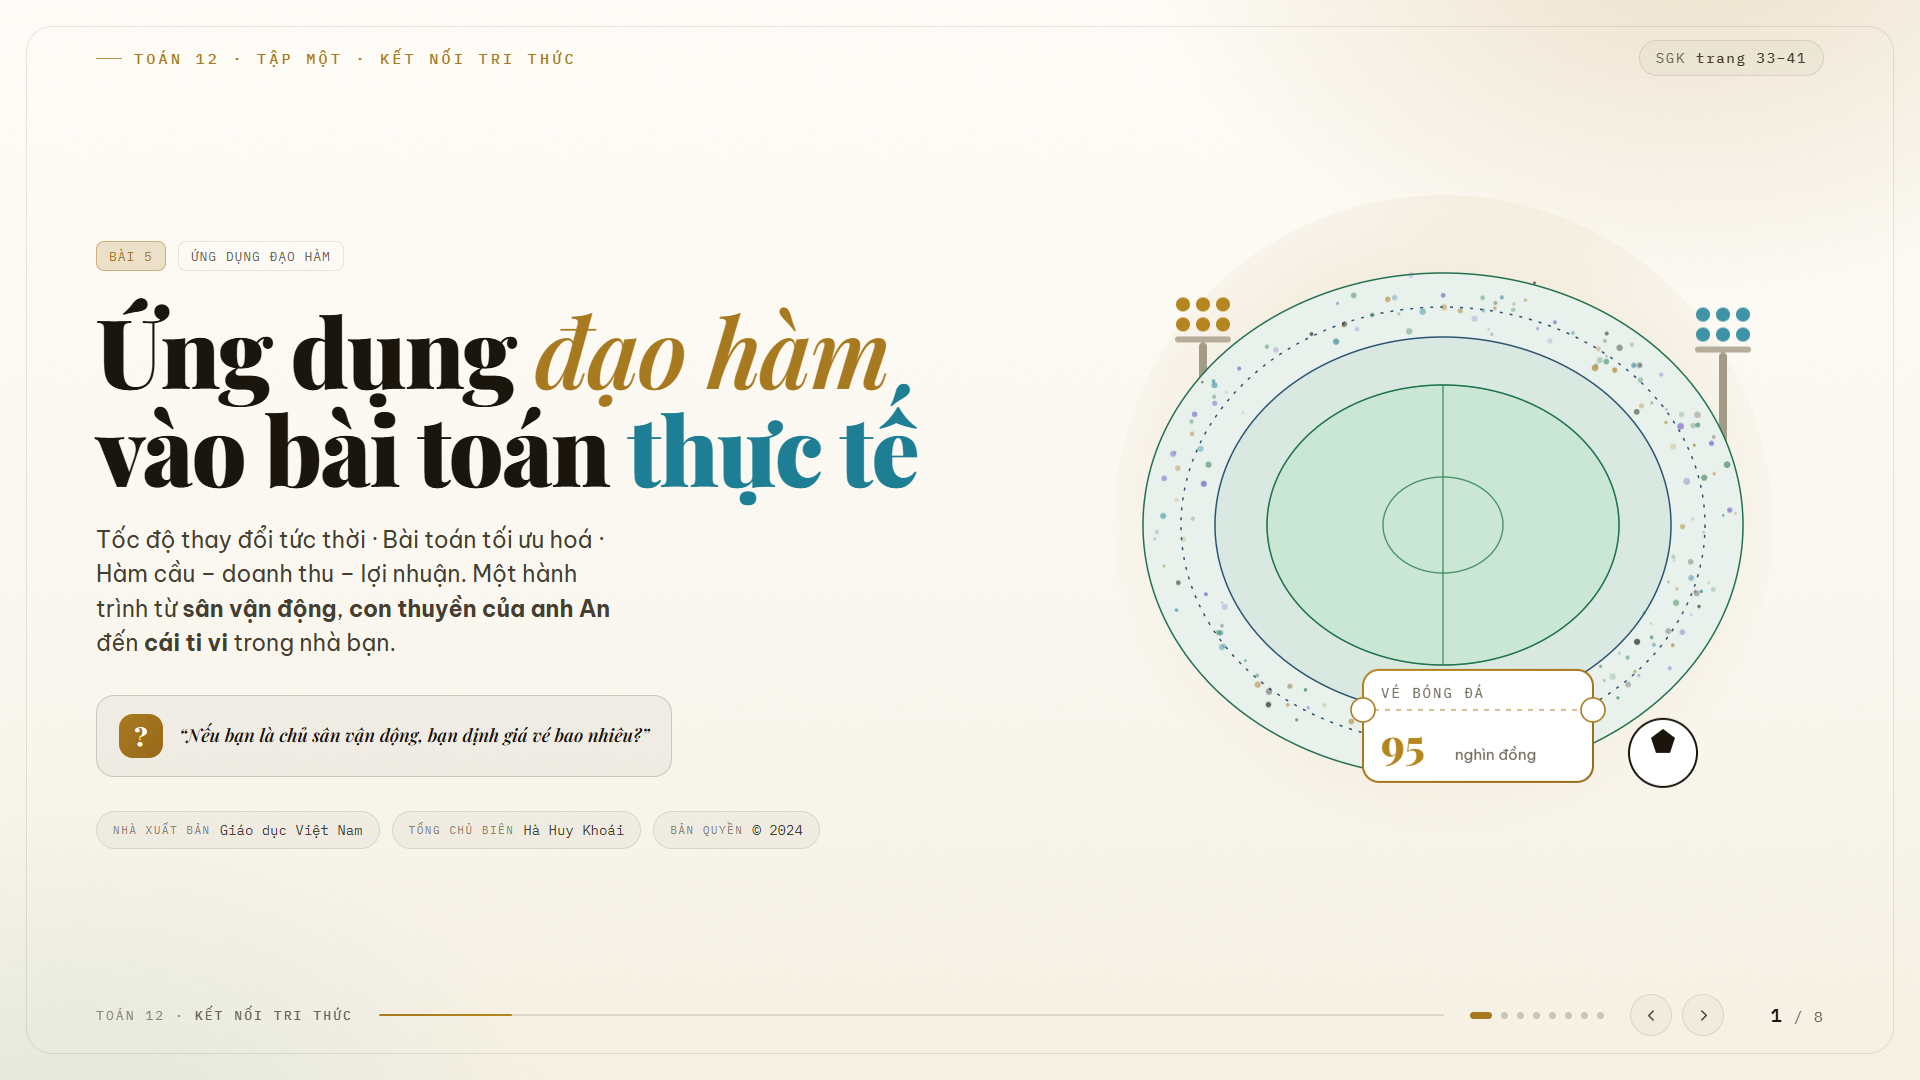 TOÁN 12 · TẬP MỘT · KẾT NỐI TRI THỨC
SGK trang 33–41
BÀI 5
ỨNG DỤNG ĐẠO HÀM
Ứng dụng đạo hàm
vào bài toán thực tế
Tốc độ thay đổi tức thời · Bài toán tối ưu hoá ·
Hàm cầu – doanh thu – lợi nhuận. Một hành
trình từ sân vận động, con thuyền của anh An
đến cái ti vi trong nhà bạn.
?
“Nếu bạn là chủ sân vận động, bạn định giá vé bao nhiêu?”
NHÀ XUẤT BẢN Giáo dục Việt Nam
TỔNG CHỦ BIÊN Hà Huy Khoái
BẢN QUYỀN © 2024
VÉ BÓNG ĐÁ
95 nghìn đồng
TOÁN 12 · KẾT NỐI TRI THỨC
1 / 8